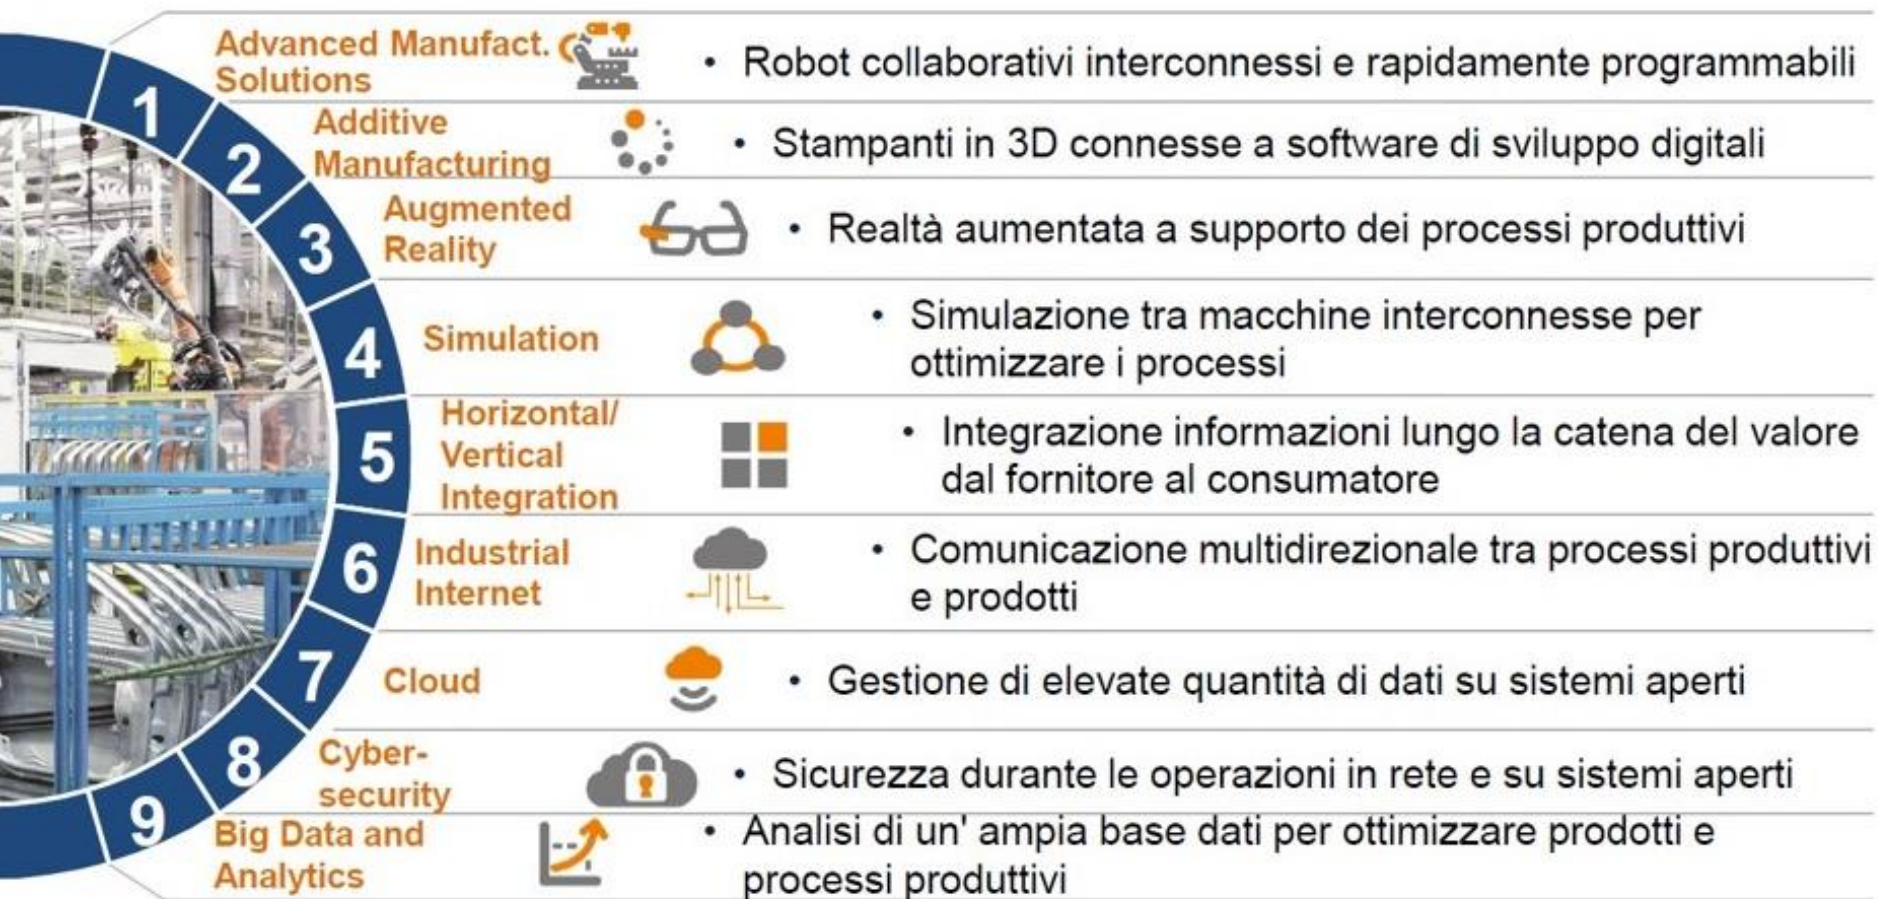 1
Advanced Manufact.
Solutions
• Robot collaborativi interconnessi e rapidamente programmabili
2
Additive
Manufacturing
• Stampanti in 3D connesse a software di sviluppo digitali
3
Augmented
Reality
• Realtà aumentata a supporto dei processi produttivi
4
Simulation
• Simulazione tra macchine interconnesse per
ottimizzare i processi
5
Horizontal/
Vertical
Integration
• Integrazione informazioni lungo la catena del valore
dal fornitore al consumatore
6
Industrial
Internet
• Comunicazione multidirezionale tra processi produttivi
e prodotti
7
Cloud
• Gestione di elevate quantità di dati su sistemi aperti
8
Cyber-
security
• Sicurezza durante le operazioni in rete e su sistemi aperti
9
Big Data and
Analytics
• Analisi di un' ampia base dati per ottimizzare prodotti e
processi produttivi